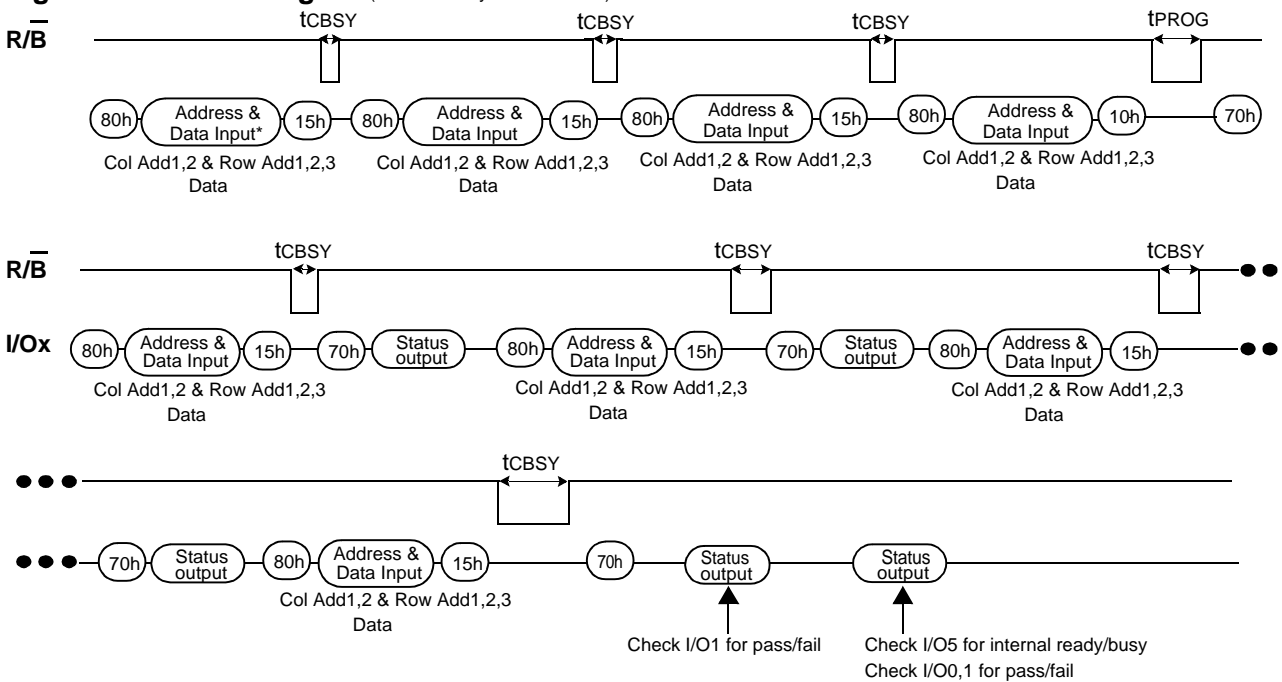 tCBSY tCBSY tCBSY tPROG
R/B
80h Address & Data Input* 15h 80h Address & Data Input 15h 80h Address & Data Input 15h 80h Address & Data Input 10h 70h
Col Add1,2 & Row Add1,2,3 Col Add1,2 & Row Add1,2,3 Col Add1,2 & Row Add1,2,3 Col Add1,2 & Row Add1,2,3
Data Data Data Data
tCBSY tCBSY tCBSY
R/B
I/Ox 80h Address & Data Input 15h 70h Status output 80h Address & Data Input 15h 70h Status output 80h Address & Data Input 15h
Col Add1,2 & Row Add1,2,3 Col Add1,2 & Row Add1,2,3 Col Add1,2 & Row Add1,2,3
Data Data Data
tCBSY
70h Status output 80h Address & Data Input 15h 70h Status output Status output
Col Add1,2 & Row Add1,2,3
Data
Check I/O1 for pass/fail Check I/O5 for internal ready/busy
Check I/O0,1 for pass/fail